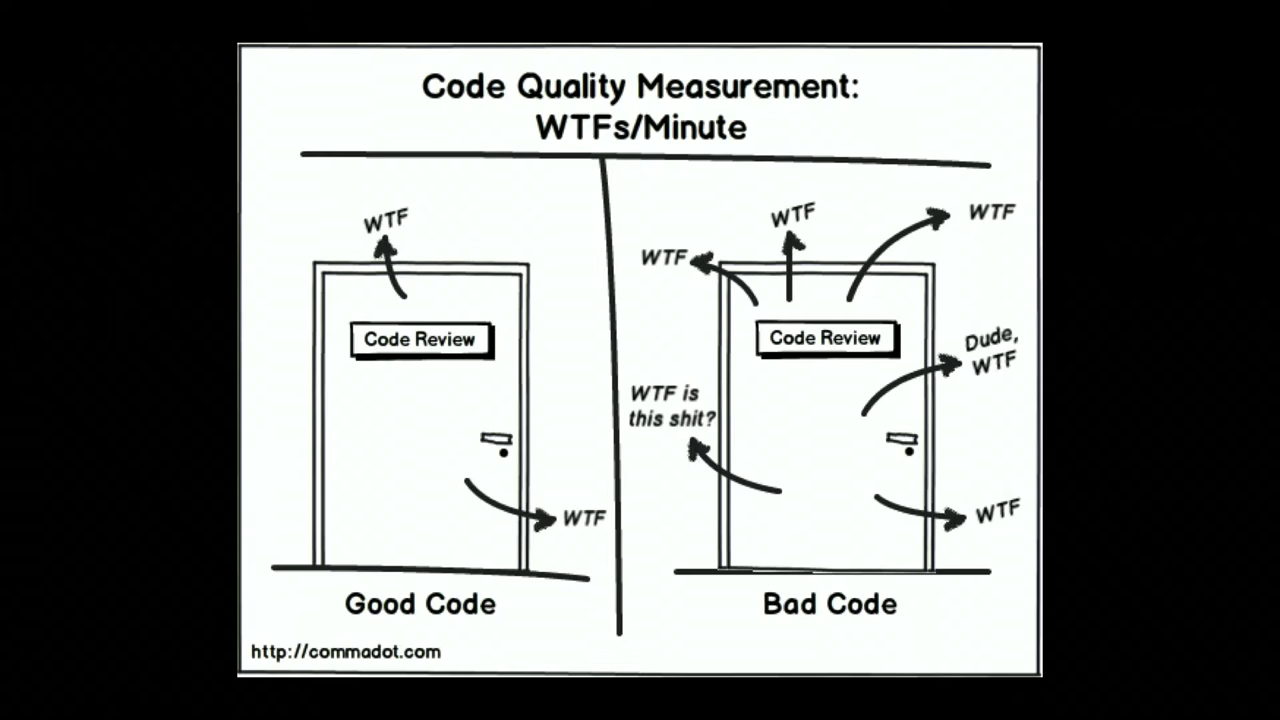 Code Quality Measurement:
WTFs/Minute
WTF
Code Review
WTF
Good Code
WTF
WTF
WTF
Code Review
Dude,
WTF
WTF is
this shit?
WTF
Bad Code
http://commadot.com